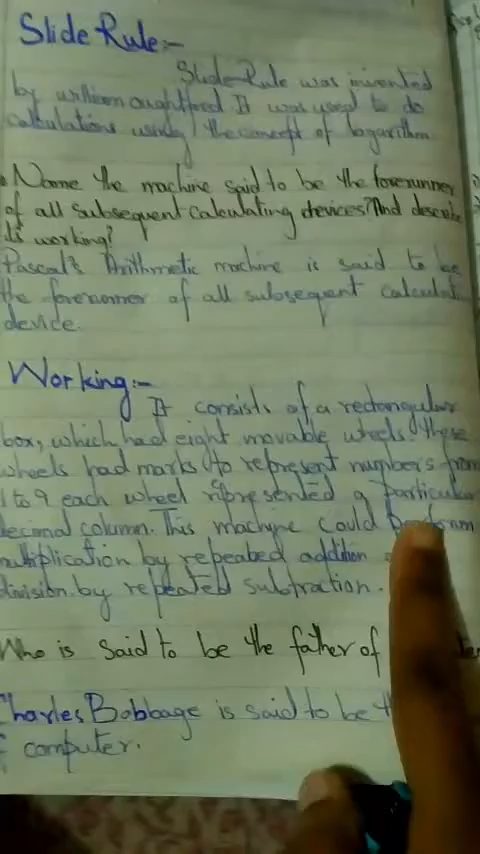 Slide Rule:-
Slide Rule was invented
by william oughtfred It was used to do
calculations using the concept of logarithm
Name the machine said to be the forerunner
of all subsequent calculating devices? And describe
its working?
Pascal's Arithmetic machine is said to be
the forerunner of all subsequent calculat
device.
Working:-
It consists of a rectangular
box, which had eight movable wheels. These
wheels had marks to represent numbers from
1 to 9 each wheel represented a particular
decimal column. This machine could perform
multiplication by repeated addition
division by repeated subtraction.
Who is said to be the father of
Charles Babbage is said to be
computer.